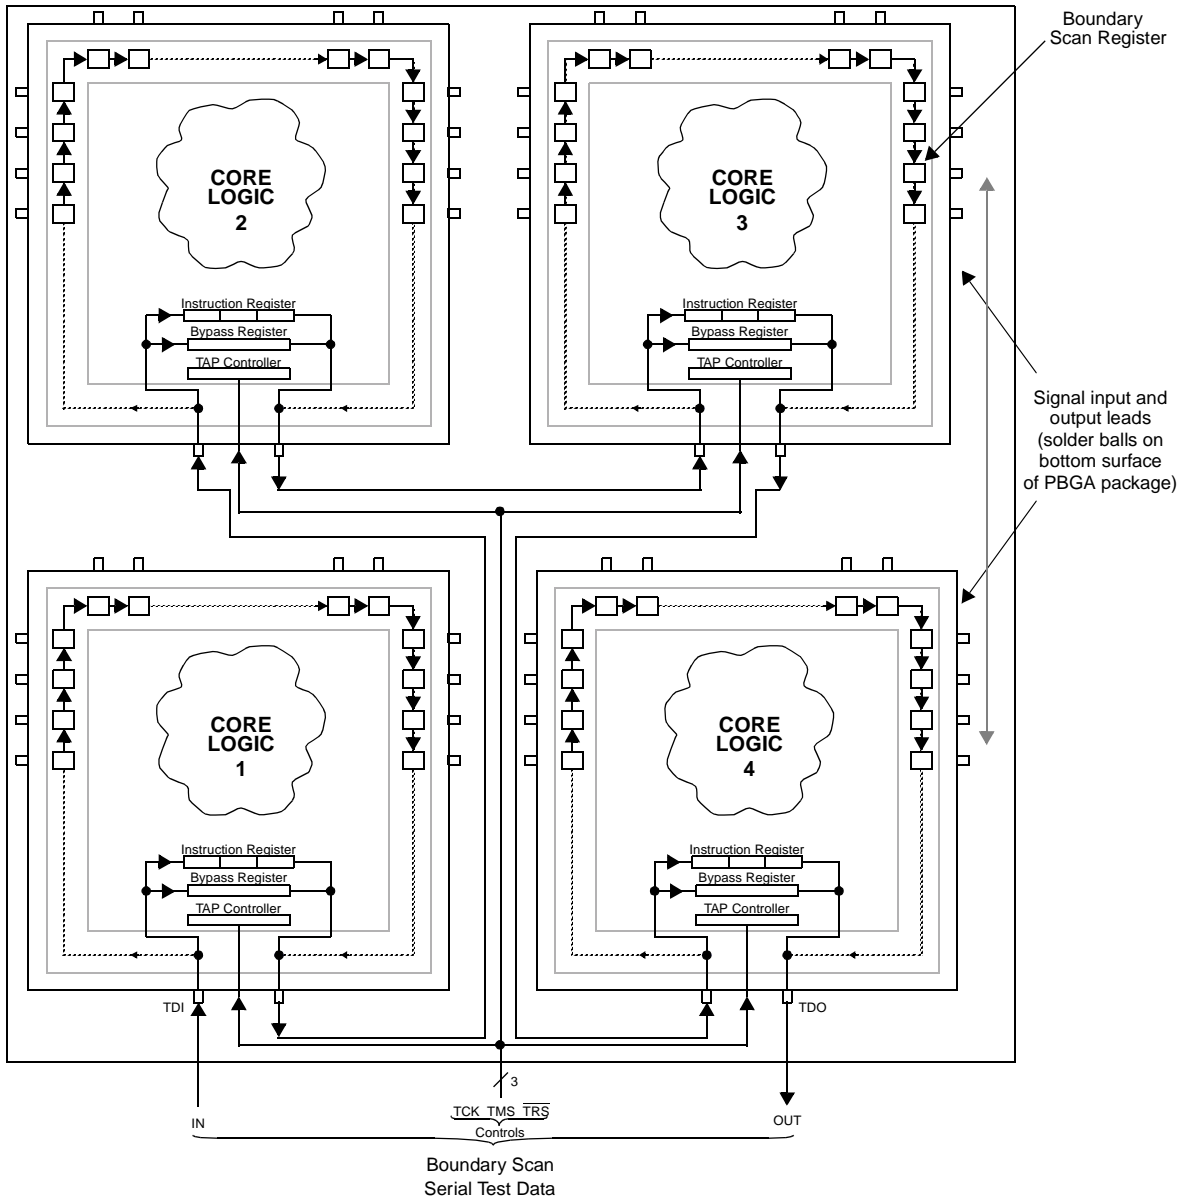 Boundary
Scan Register
CORE
LOGIC
2
CORE
LOGIC
3
Instruction Register
Bypass Register
TAP Controller
Instruction Register
Bypass Register
TAP Controller
Signal input and
output leads
(solder balls on
bottom surface
of PBGA package)
CORE
LOGIC
1
CORE
LOGIC
4
Instruction Register
Bypass Register
TAP Controller
Instruction Register
Bypass Register
TAP Controller
TDI
TDO
3
IN
TCK TMS TRS
OUT
Controls
Boundary Scan
Serial Test Data